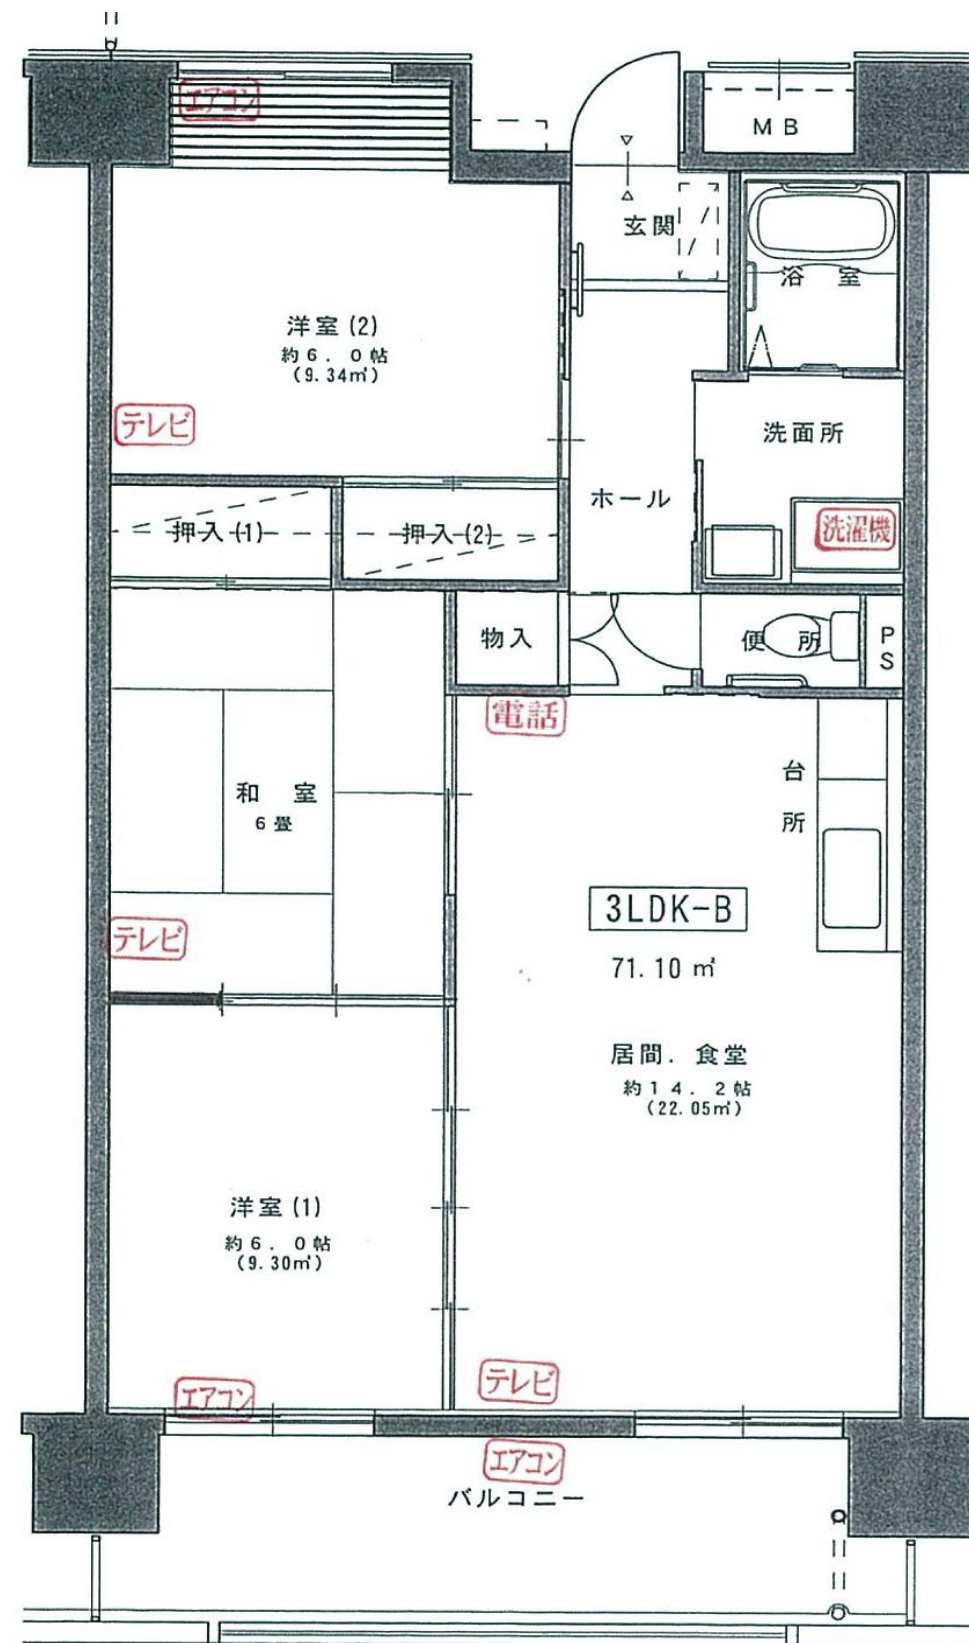 エアコン
ＭＢ
玄関
浴　室
洋室(2)
約６．０帖
(9.34㎡)
テレビ
洗面所
ホール
洗濯機
押入(1)
押入(2)
物入
便　所
ＰＳ
電話
台所
和　室
６畳
3LDK-B
テレビ
71.10 ㎡
居間．食堂
約１４．２帖
(22.05㎡)
洋室(1)
約６．０帖
(9.30㎡)
テレビ
エアコン
エアコン
バルコニー